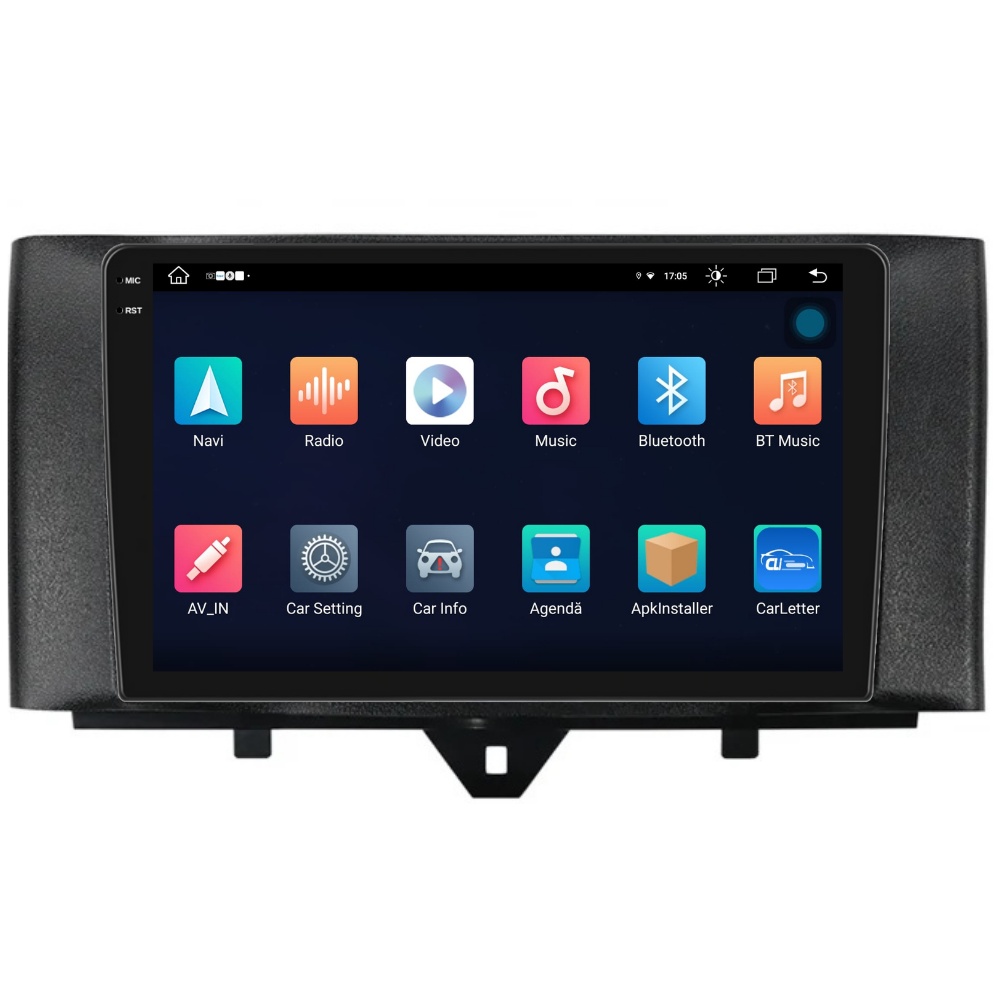 MIC
17:05
RST
Navi Radio Video Music Bluetooth BT Music
AV_IN Car Setting Car Info Agendă ApkInstaller CarLetter